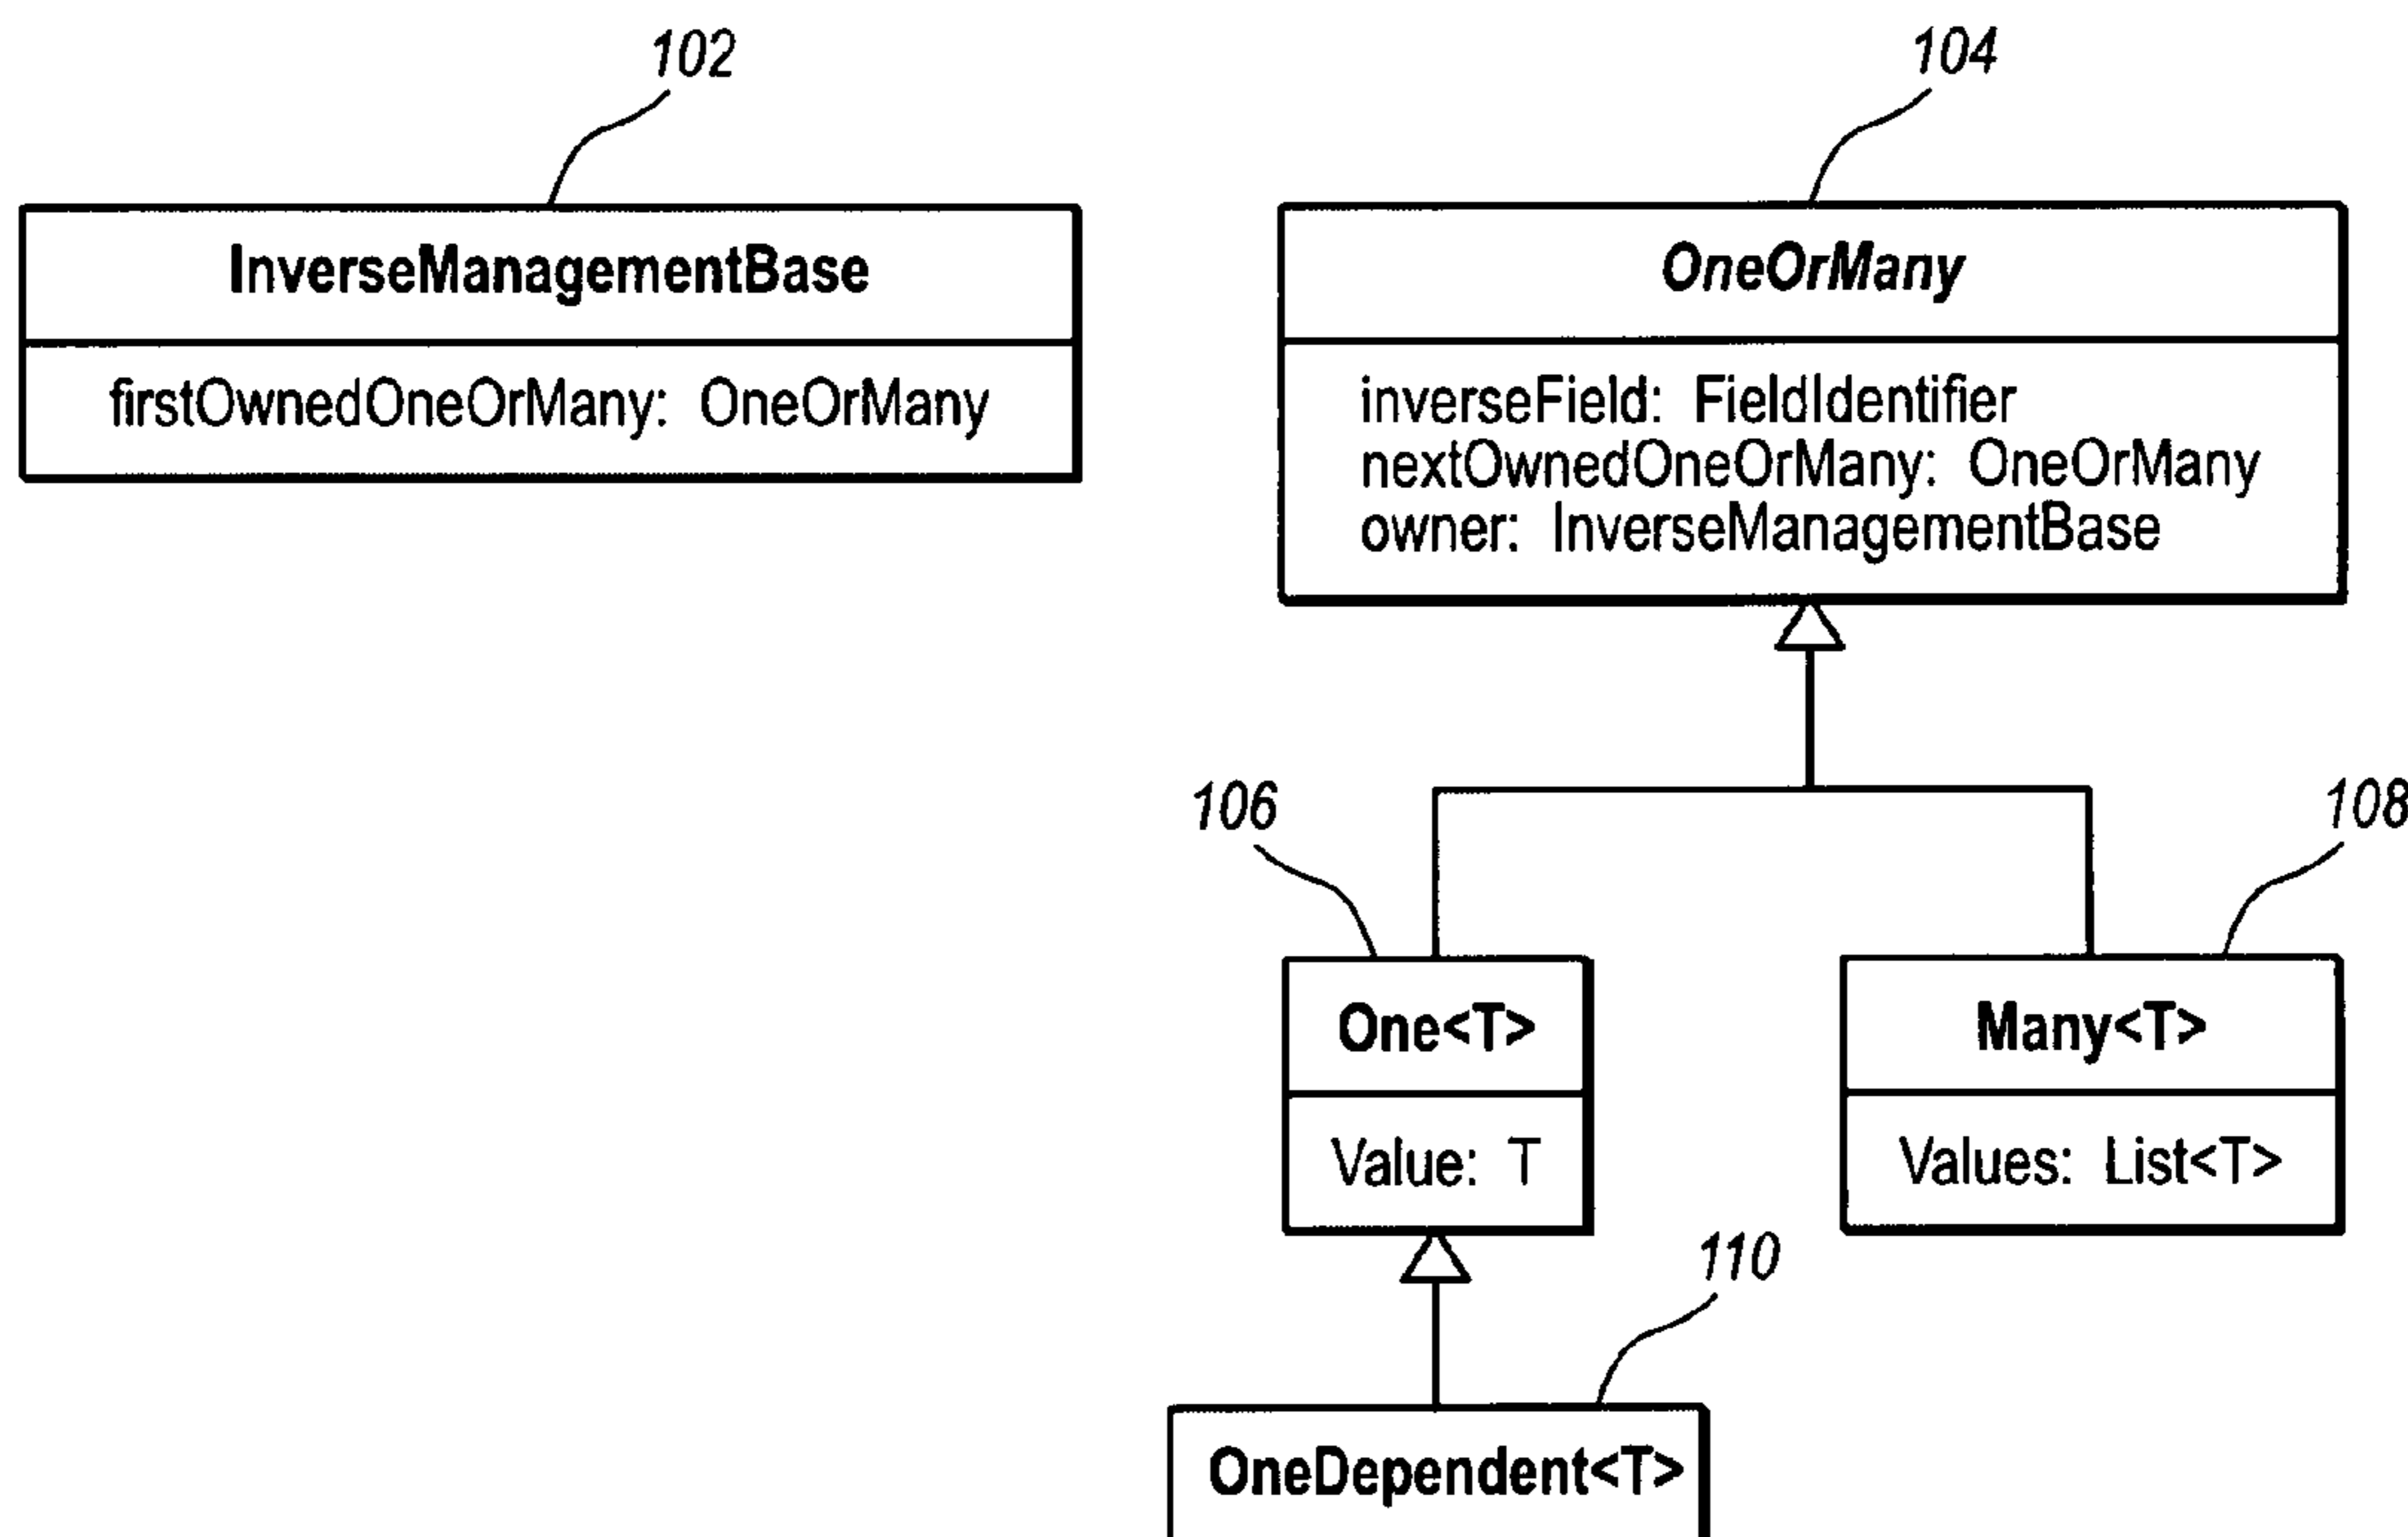 102
104
InverseManagementBase
firstOwnedOneOrMany: OneOrMany
OneOrMany
inverseField: FieldIdentifier
nextOwnedOneOrMany: OneOrMany
owner: InverseManagementBase
106
108
One<T>
Value: T
Many<T>
Values: List<T>
110
OneDependent<T>